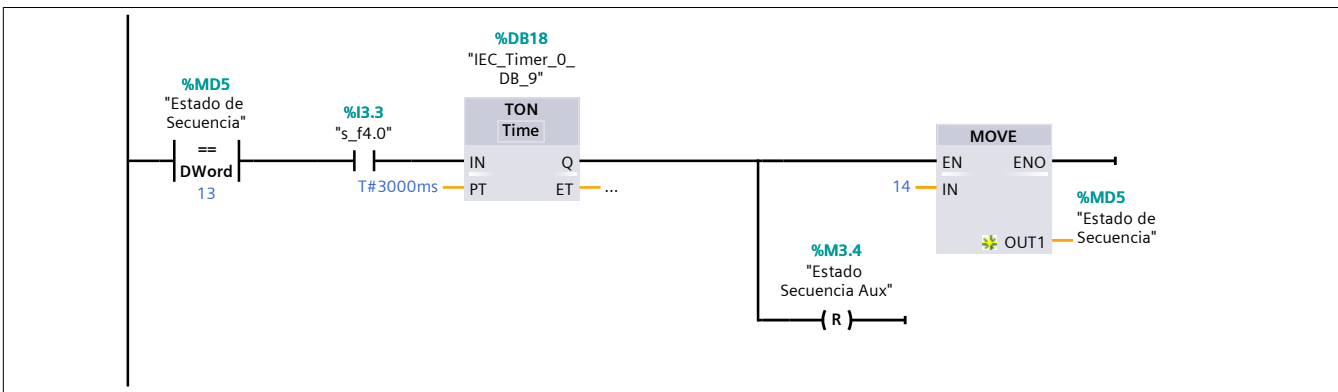 %DB18
"IEC_Timer_0_
DB_9"
%MD5
"Estado de
Secuencia"
==
DWord
13
%I3.3
"s_f4.0"
TON
Time
IN
Q
T#3000ms
PT
ET
...
MOVE
EN
ENO
14
IN
OUT1
%MD5
"Estado de
Secuencia"
%M3.4
"Estado
Secuencia Aux"
R